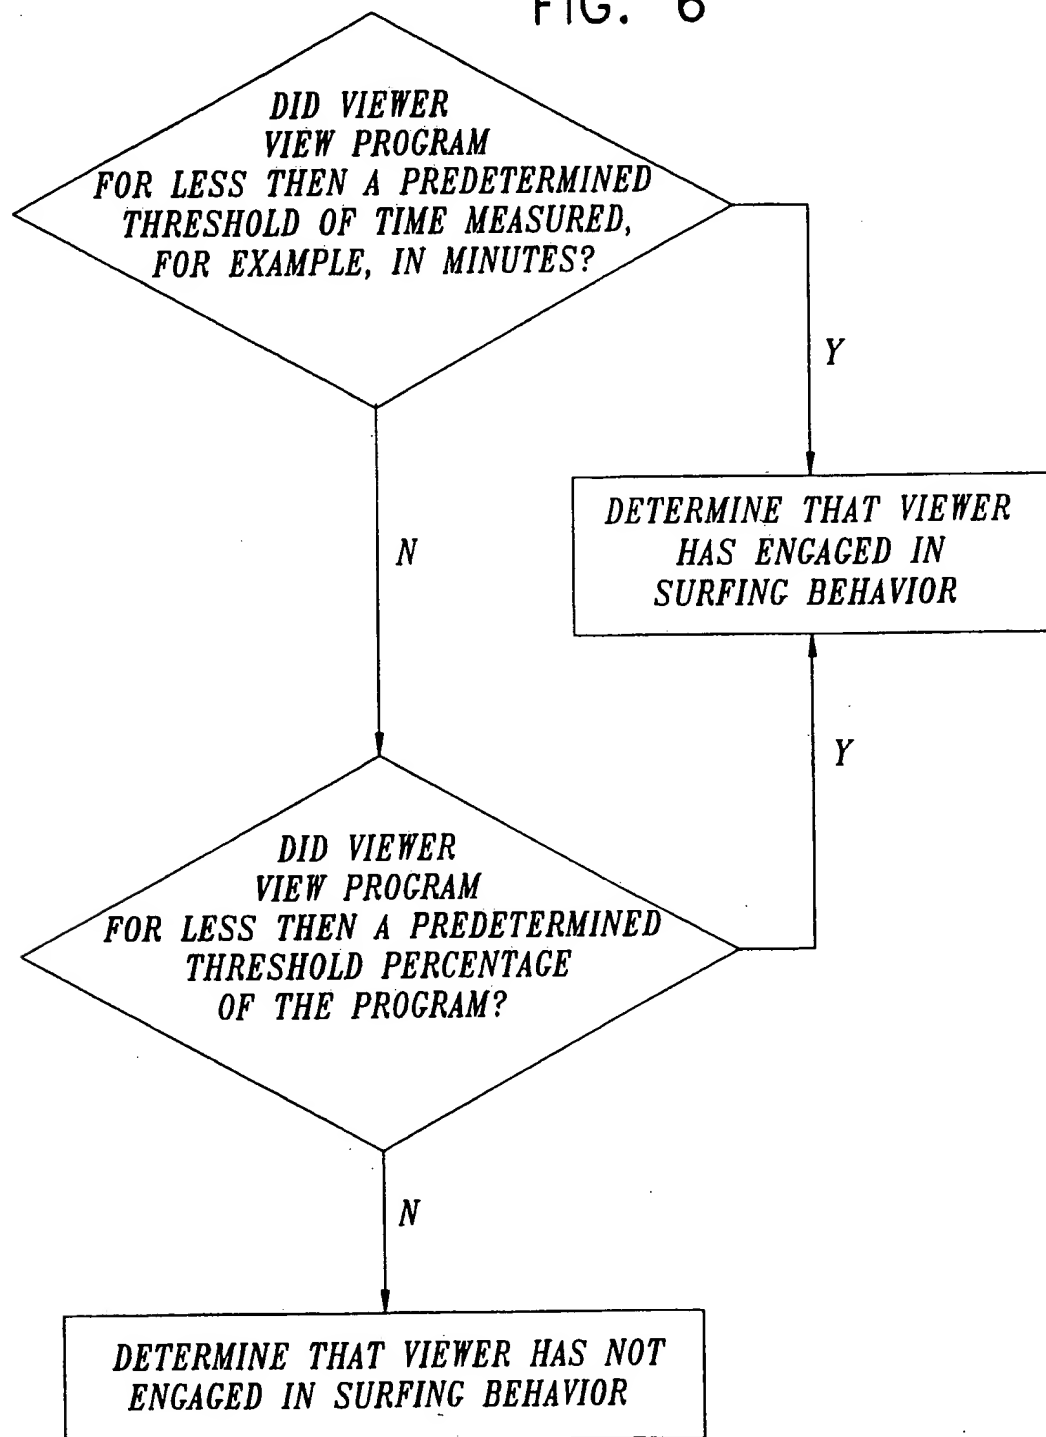 FIG. 6
DID VIEWER
VIEW PROGRAM
FOR LESS THEN A PREDETERMINED
THRESHOLD OF TIME MEASURED,
FOR EXAMPLE, IN MINUTES?
Y
N
DETERMINE THAT VIEWER
HAS ENGAGED IN
SURFING BEHAVIOR
Y
DID VIEWER
VIEW PROGRAM
FOR LESS THEN A PREDETERMINED
THRESHOLD PERCENTAGE
OF THE PROGRAM?
N
DETERMINE THAT VIEWER HAS NOT
ENGAGED IN SURFING BEHAVIOR